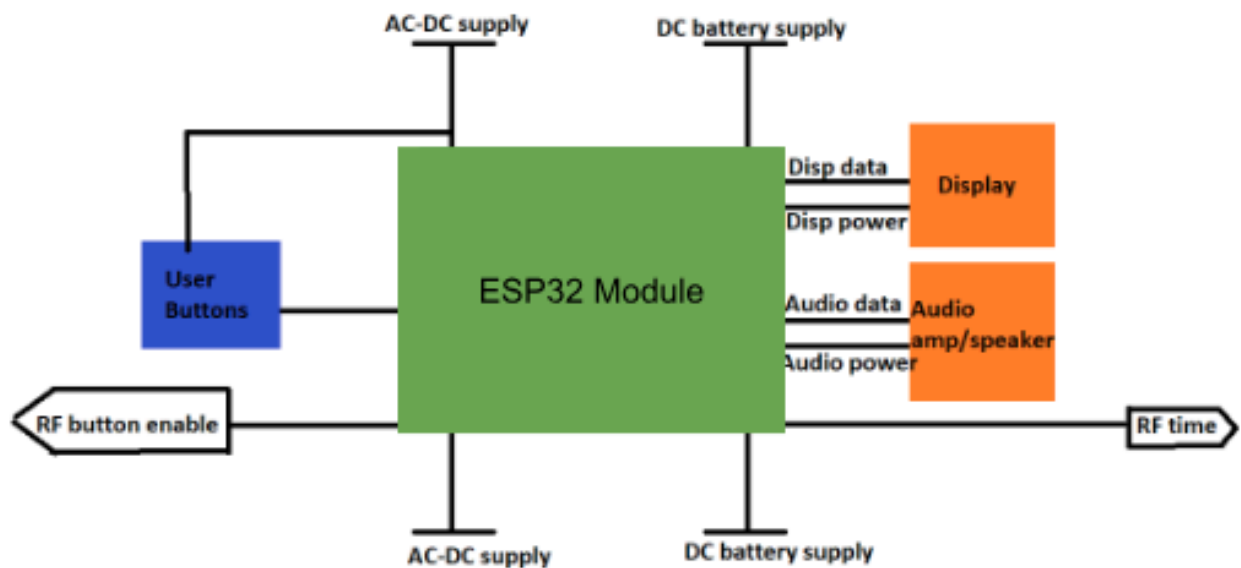 AC-DC supply
DC battery supply
Disp data
Display
Disp power
User
Buttons
ESP32 Module
Audio data
Audio
amp/speaker
Audio power
RF button enable
RF time
AC-DC supply
DC battery supply